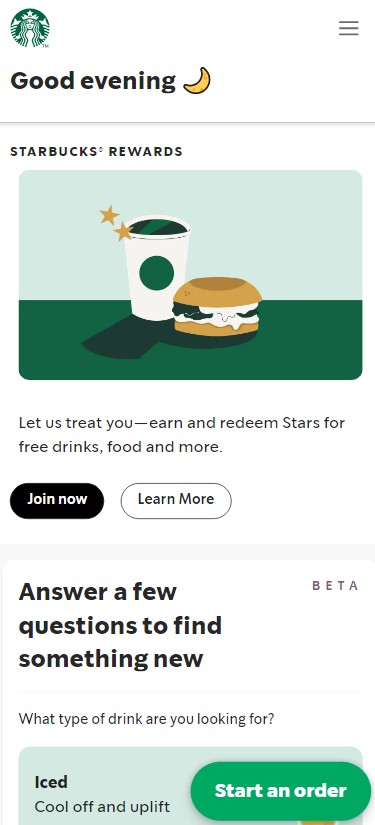 Good evening 🌙
STARBUCKS® REWARDS
Let us treat you—earn and redeem Stars for
free drinks, food and more.
Join now
Learn More
Answer a few
questions to find
something new
BETA
What type of drink are you looking for?
Iced
Cool off and uplift
Start an order